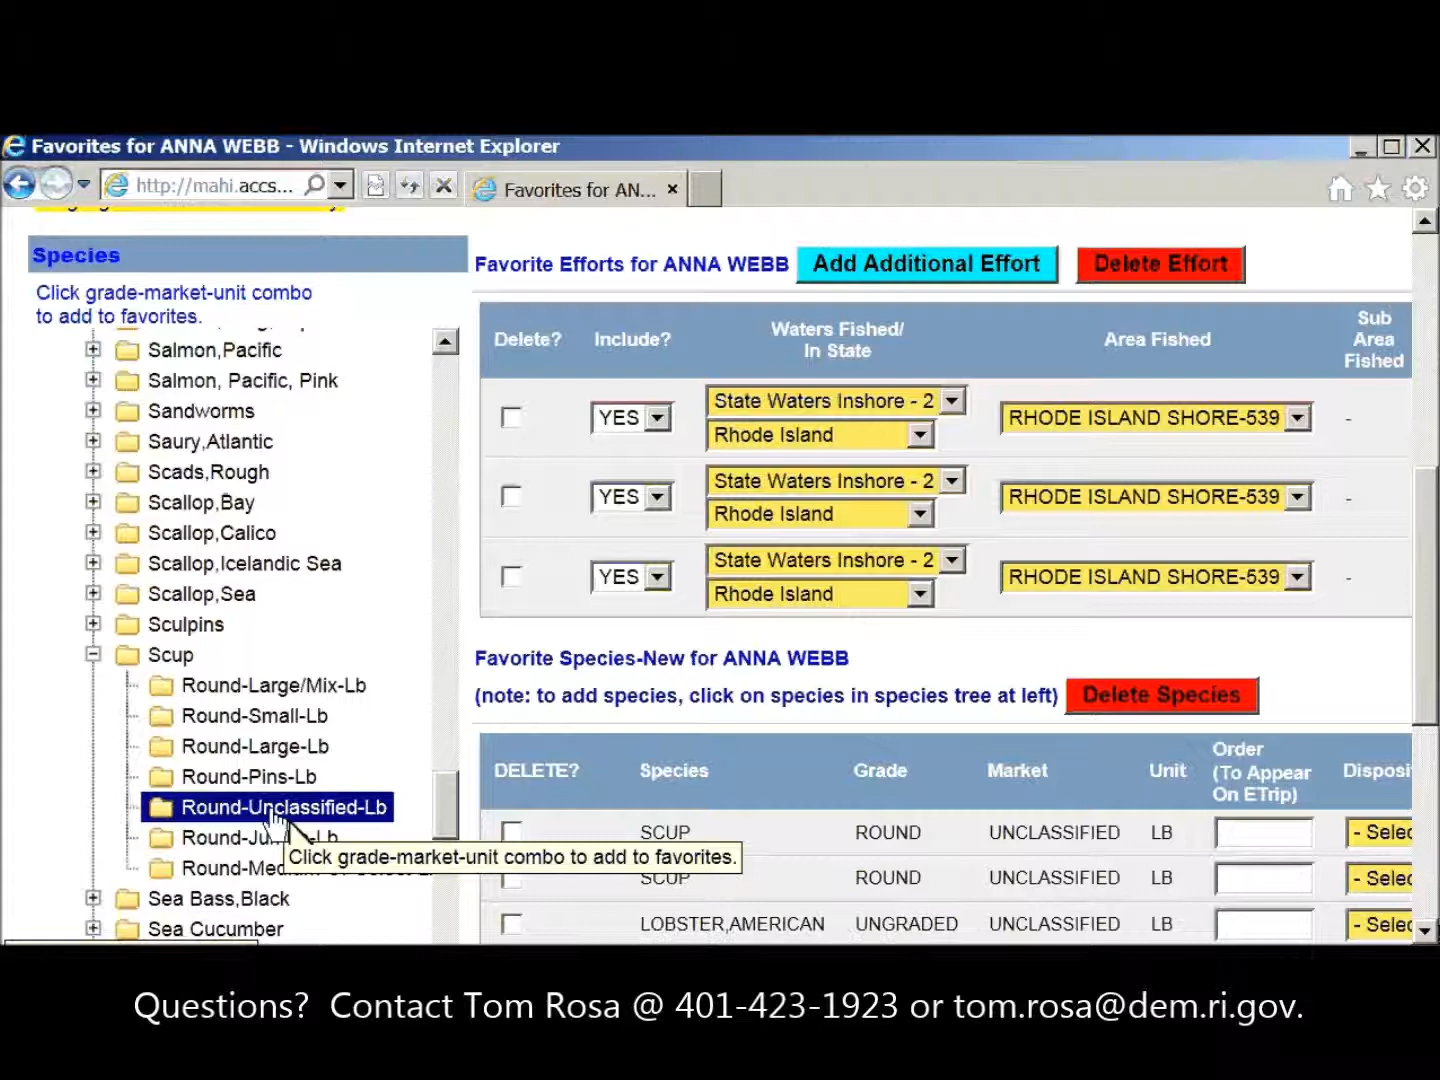 Favorites for ANNA WEBB - Windows Internet Explorer
http://mahi.accs...
Favorites for AN...
Species
Click grade-market-unit combo
to add to favorites.
Salmon,Pacific
Salmon, Pacific, Pink
Sandworms
Saury,Atlantic
Scads,Rough
Scallop,Bay
Scallop,Calico
Scallop,Icelandic Sea
Scallop,Sea
Sculpins
Scup
Round-Large/Mix-Lb
Round-Small-Lb
Round-Large-Lb
Round-Pins-Lb
Round-Unclassified-Lb
Click grade-market-unit combo to add to favorites.
Sea Bass,Black
Sea Cucumber
Favorite Efforts for ANNA WEBB Add Additional Effort Delete Effort
Delete? Include? Waters Fished/ In State Area Fished Sub Area Fished
YES State Waters Inshore - 2 RHODE ISLAND SHORE-539 -
Rhode Island
YES State Waters Inshore - 2 RHODE ISLAND SHORE-539 -
Rhode Island
YES State Waters Inshore - 2 RHODE ISLAND SHORE-539 -
Rhode Island
Favorite Species-New for ANNA WEBB
(note: to add species, click on species in species tree at left) Delete Species
DELETE? Species Grade Market Unit Order (To Appear On ETrip) Disposi
SCUP ROUND UNCLASSIFIED LB - Selec
SCUP ROUND UNCLASSIFIED LB - Selec
LOBSTER,AMERICAN UNGRADED UNCLASSIFIED LB - Selec
Questions? Contact Tom Rosa @ 401-423-1923 or tom.rosa@dem.ri.gov.